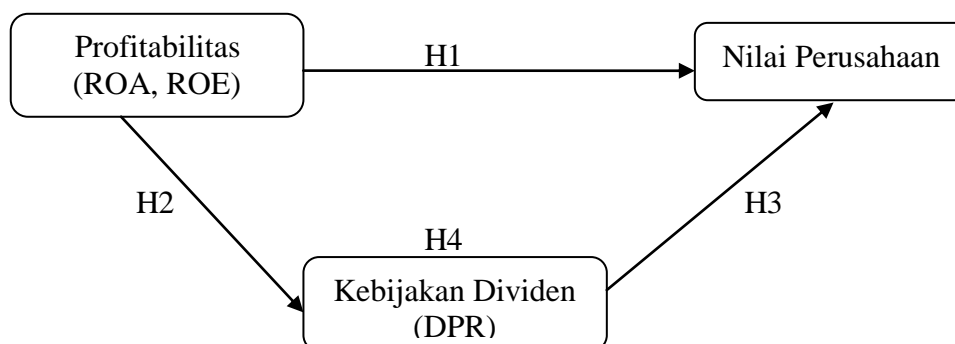 Profitabilitas
(ROA, ROE)
H1
Nilai Perusahaan
H2
H3
H4
Kebijakan Dividen
(DPR)